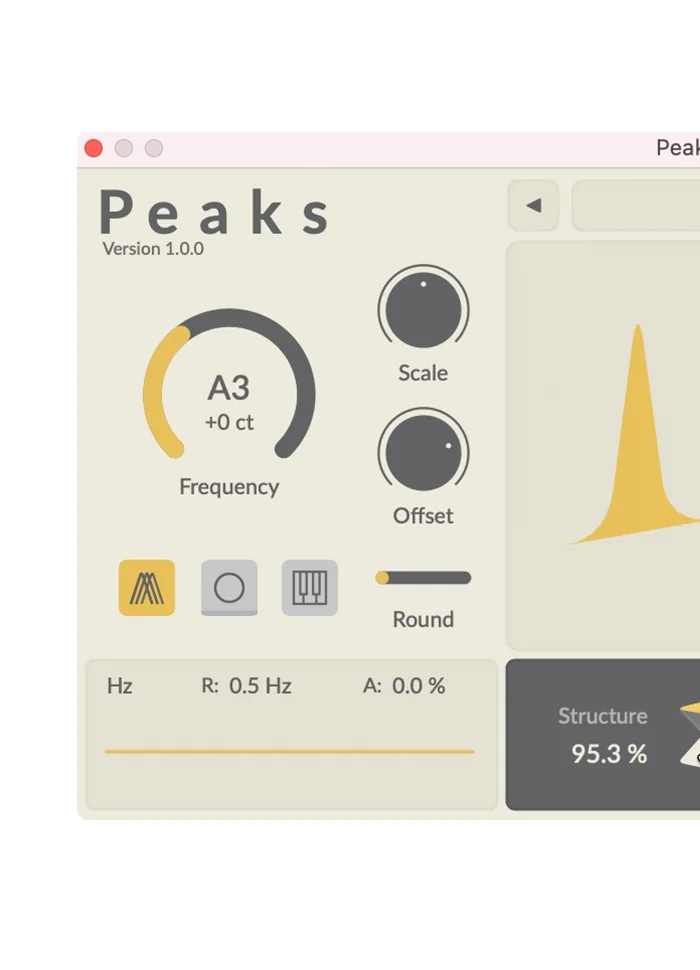 Peak
Peaks
Version 1.0.0
A3
+0 ct
Frequency
Scale
Offset
Round
Hz R: 0.5 Hz A: 0.0 %
Structure
95.3 %